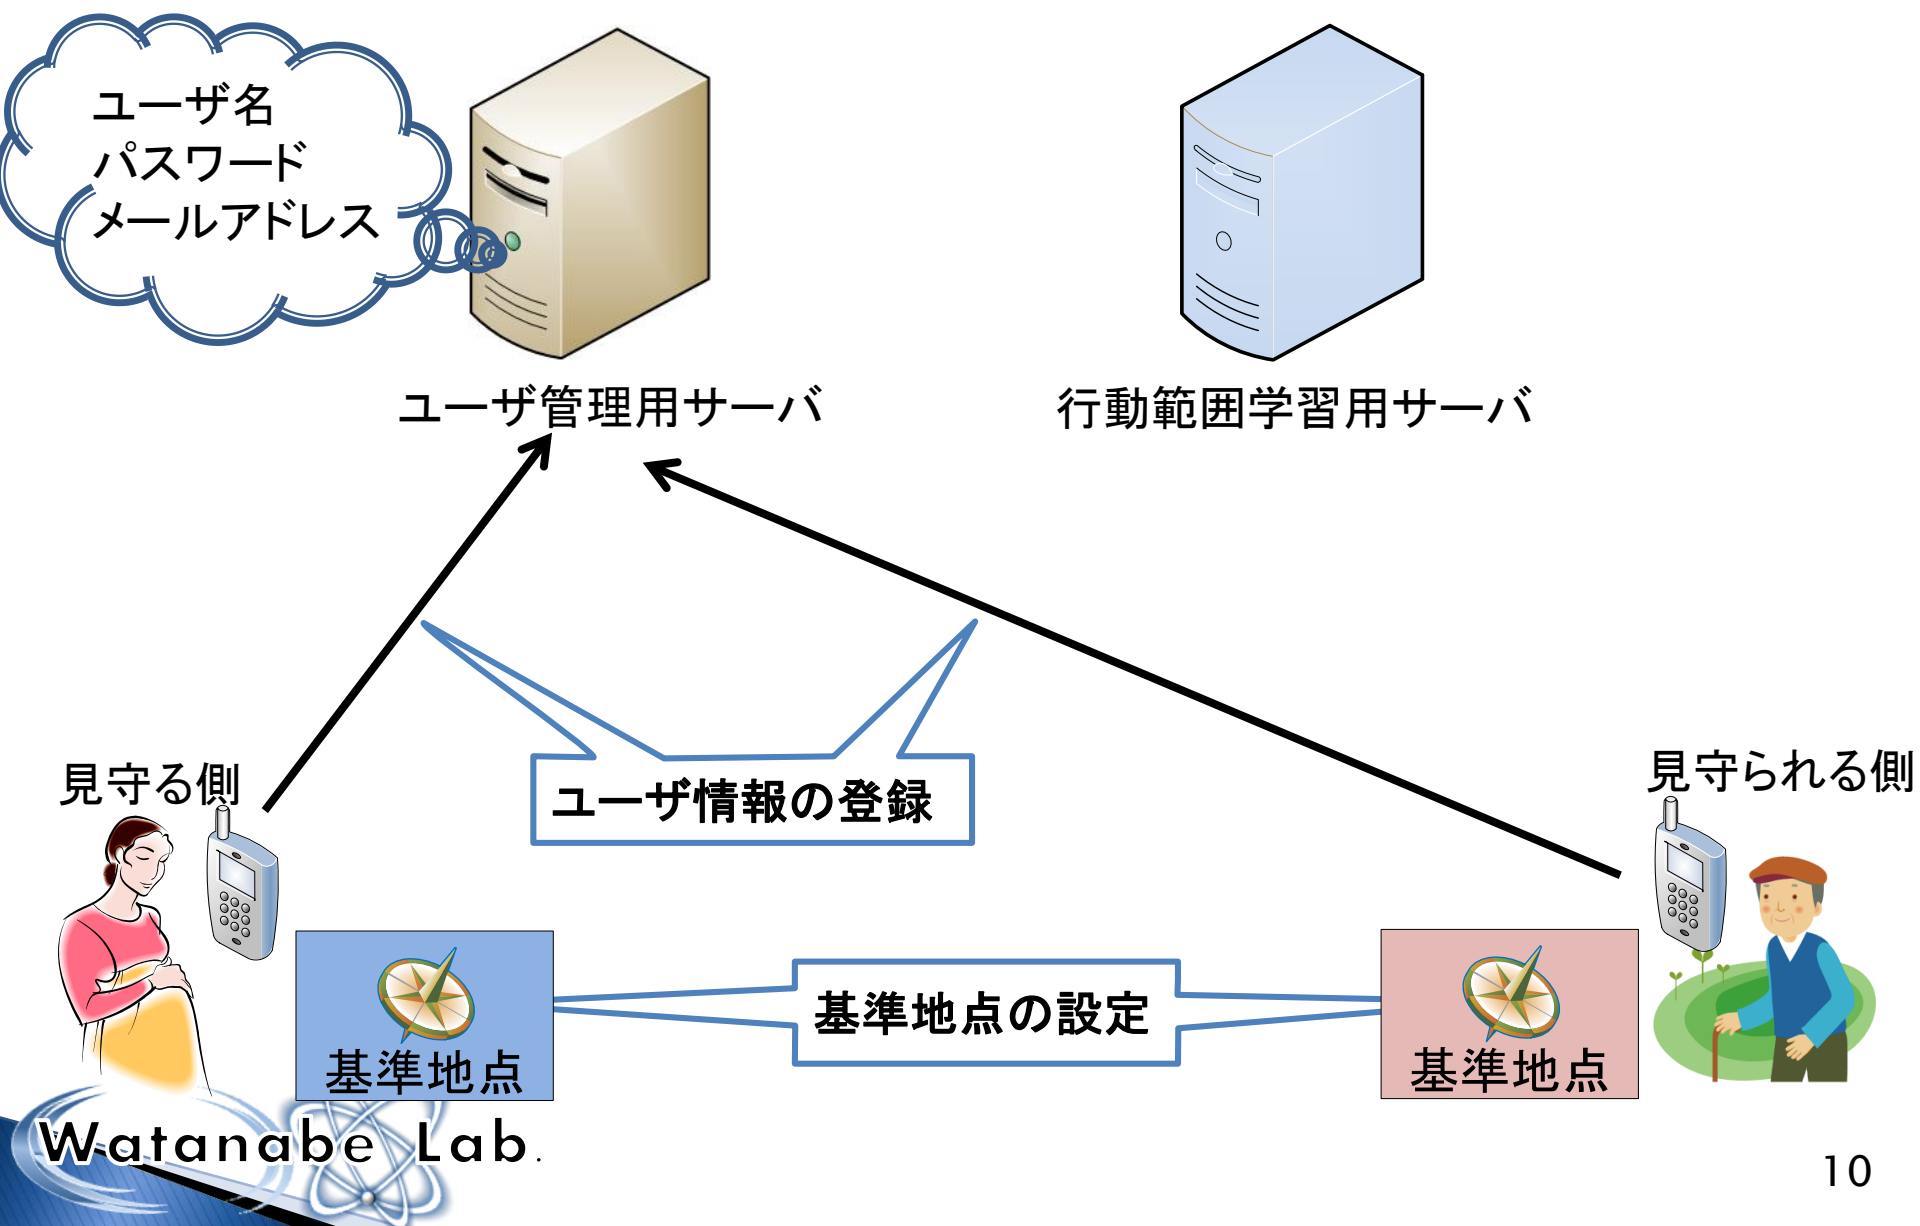 ユーザ名
パスワード
メールアドレス
ユーザ管理用サーバ
行動範囲学習用サーバ
見守る側
ユーザ情報の登録
見守られる側
基準地点の設定
基準地点
基準地点
Watanabe Lab.
10